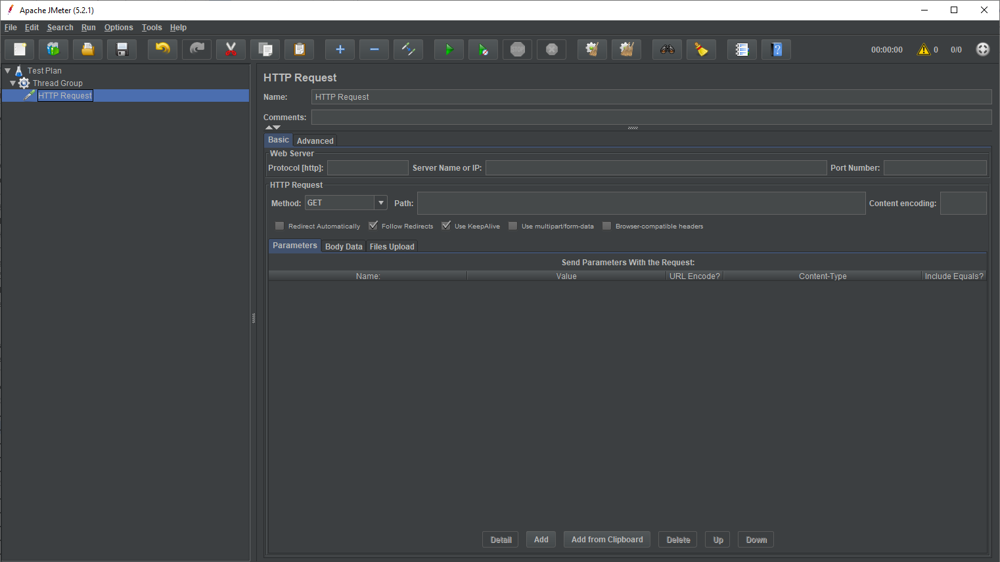 Apache JMeter (5.2.1)
File Edit Search Run Options Tools Help
STOP
00:00:00 0 0/0
Test Plan
Thread Group
HTTP Request
HTTP Request
Name: HTTP Request
Comments:
Basic Advanced
Web Server
Protocol [http]: Server Name or IP: Port Number:
HTTP Request
Method: GET Path: Content encoding:
Redirect Automatically Follow Redirects Use KeepAlive Use multipart/form-data Browser-compatible headers
Parameters Body Data Files Upload
Send Parameters With the Request:
Name: Value URL Encode? Content-Type Include Equals?
Detail Add Add from Clipboard Delete Up Down